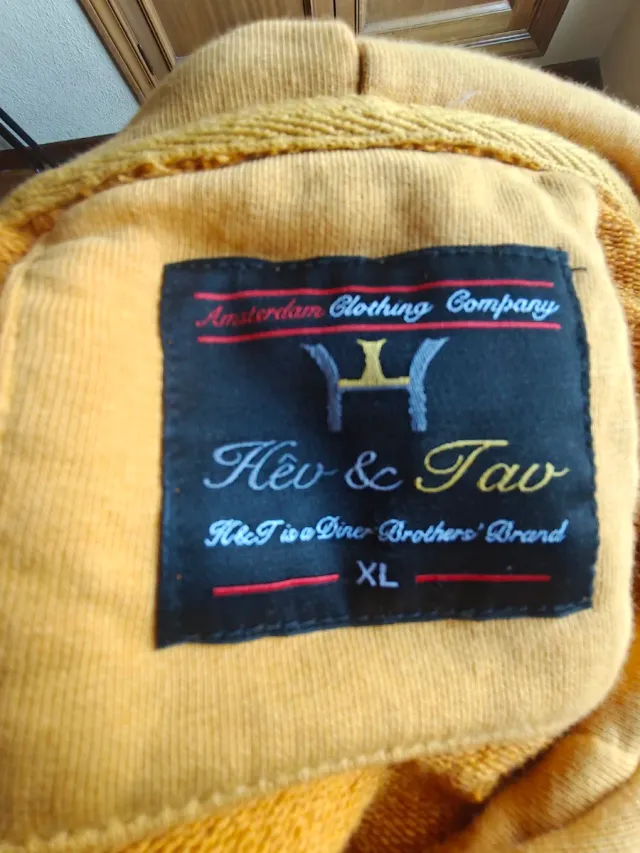 Amsterdam Clothing Company
Hêv & Tav
H&T is a Diner Brothers' Brand
XL